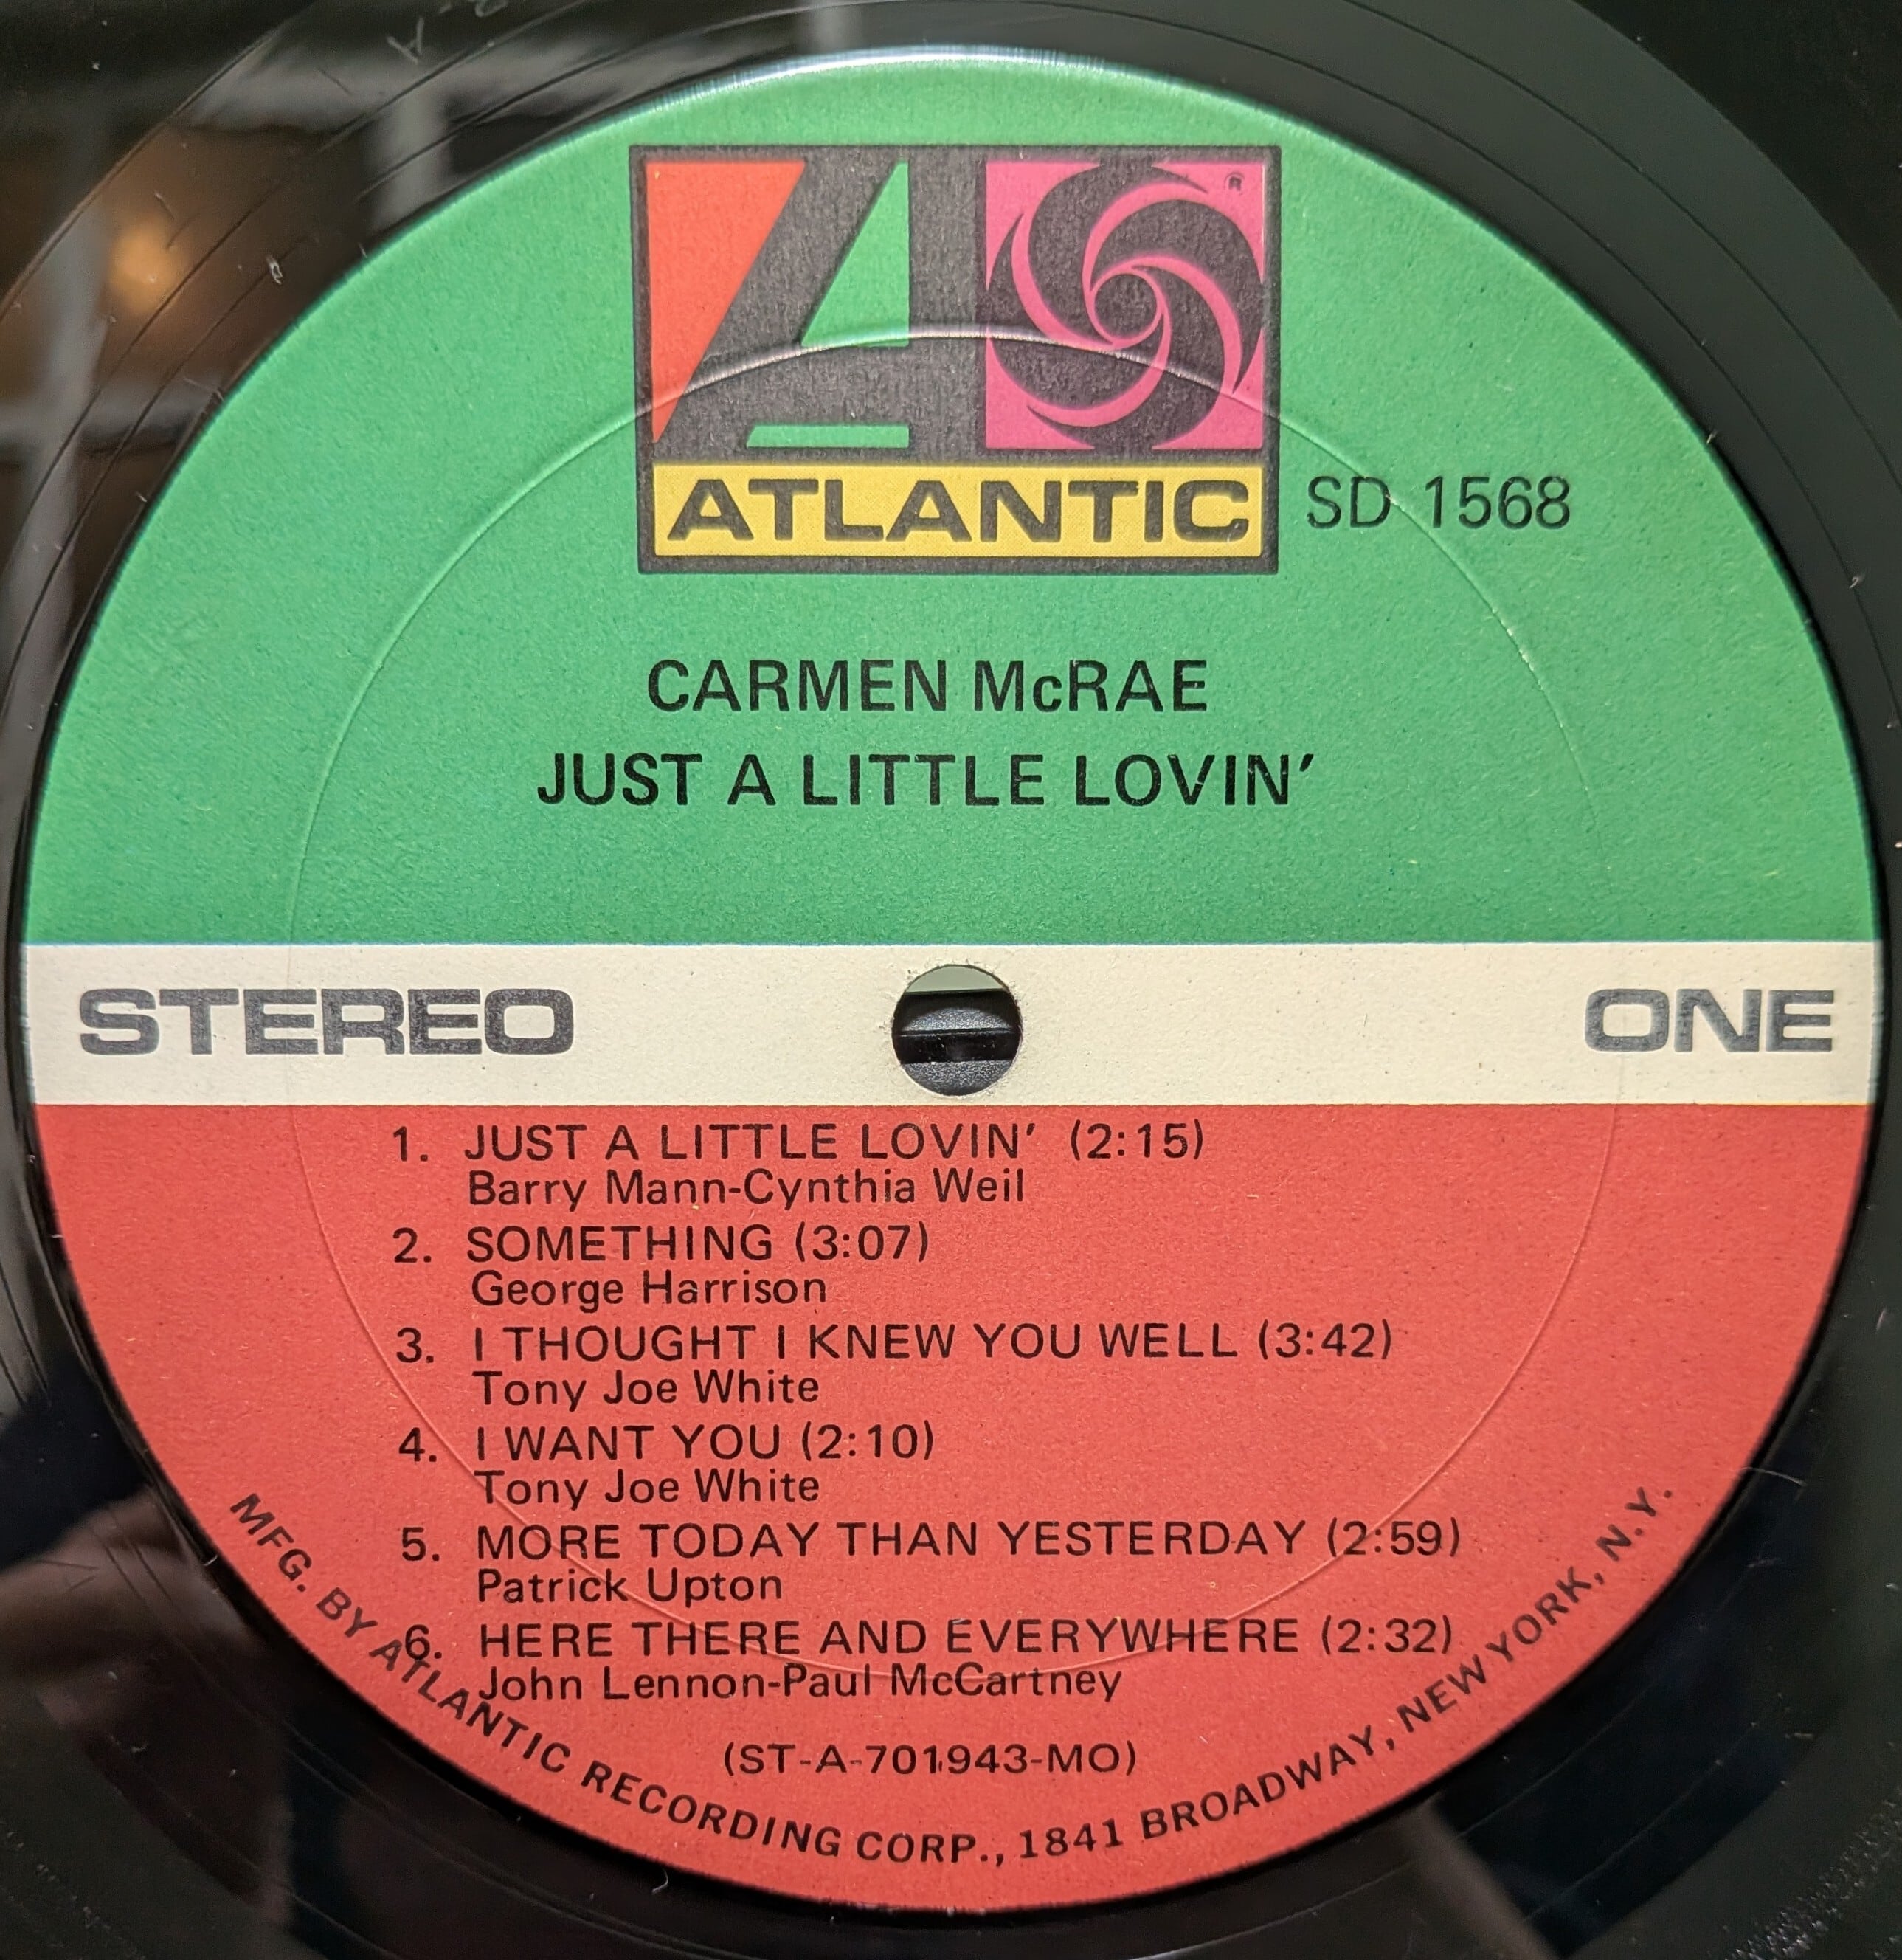 ATLANTIC
SD 1568
CARMEN McRAE
JUST A LITTLE LOVIN'
STEREO
ONE
1. JUST A LITTLE LOVIN' (2:15)
Barry Mann-Cynthia Weil
2. SOMETHING (3:07)
George Harrison
3. I THOUGHT I KNEW YOU WELL (3:42)
Tony Joe White
4. I WANT YOU (2:10)
Tony Joe White
5. MORE TODAY THAN YESTERDAY (2:59)
Patrick Upton
6. HERE THERE AND EVERYWHERE (2:32)
John Lennon-Paul McCartney
(ST-A-701943-MO)
MFG. BY ATLANTIC RECORDING CORP., 1841 BROADWAY, NEW YORK, N.Y.